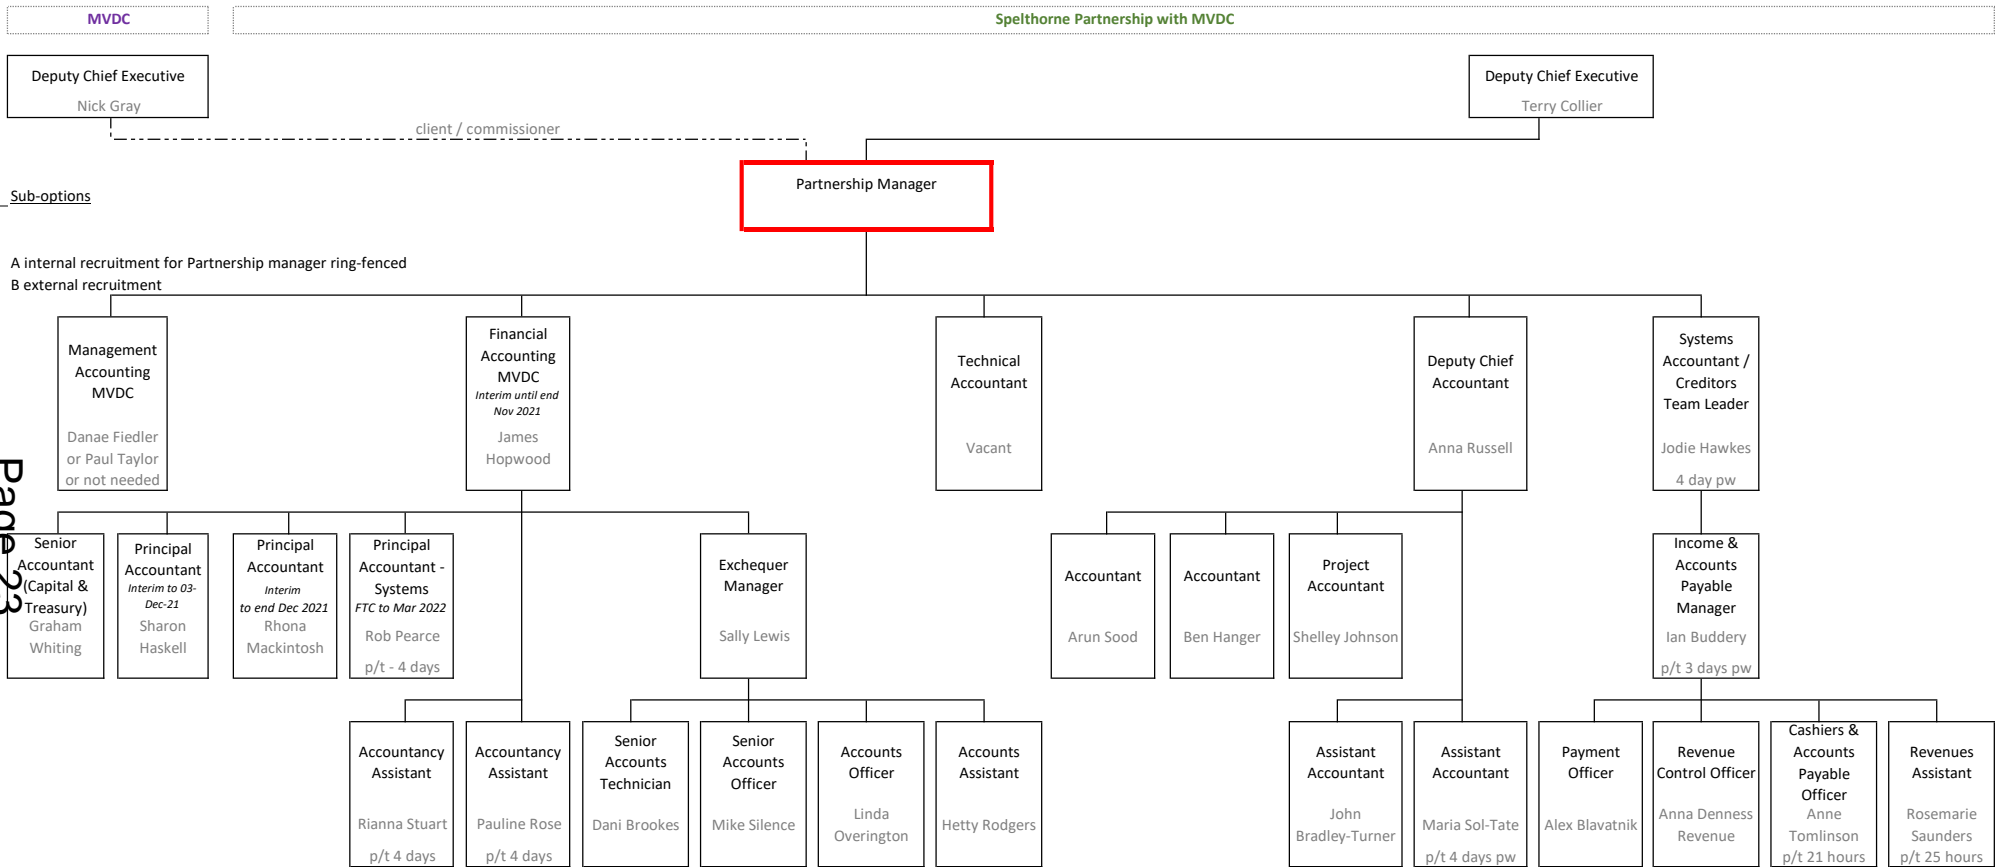 MVDC
Spelthorne Partnership with MVDC
Deputy Chief Executive
Nick Gray
Deputy Chief Executive
Terry Collier
client / commissioner
Partnership Manager
Sub-options
A internal recruitment for Partnership manager ring-fenced
B external recruitment
Management
Accounting
MVDC
Danae Fiedler
or Paul Taylor
or not needed
Financial
Accounting
MVDC
Interim until end
Nov 2021
James
Hopwood
Technical
Accountant
Vacant
Deputy Chief
Accountant
Anna Russell
Systems
Accountant /
Creditors
Team Leader
Jodie Hawkes
4 day pw
Page 23
Senior
Accountant
(Capital &
Treasury)
Graham
Whiting
Principal
Accountant
Interim to 03-
Dec-21
Sharon
Haskell
Principal
Accountant
Interim
to end Dec 2021
Rhona
Mackintosh
Principal
Accountant -
Systems
FTC to Mar 2022
Rob Pearce
p/t - 4 days
Exchequer
Manager
Sally Lewis
Accountant
Arun Sood
Accountant
Ben Hanger
Project
Accountant
Shelley Johnson
Income &
Accounts
Payable
Manager
Ian Buddery
p/t 3 days pw
Accountancy
Assistant
Rianna Stuart
p/t 4 days
Accountancy
Assistant
Pauline Rose
p/t 4 days
Senior
Accounts
Technician
Dani Brookes
Senior
Accounts
Officer
Mike Silence
Accounts
Officer
Linda
Overington
Accounts
Assistant
Hetty Rodgers
Assistant
Accountant
John
Bradley-Turner
Assistant
Accountant
Maria Sol-Tate
p/t 4 days pw
Payment
Officer
Alex Blavatnik
Revenue
Control Officer
Anna Denness
Revenue
Cashiers &
Accounts
Payable
Officer
Anne
Tomlinson
p/t 21 hours
Revenues
Assistant
Rosemarie
Saunders
p/t 25 hours